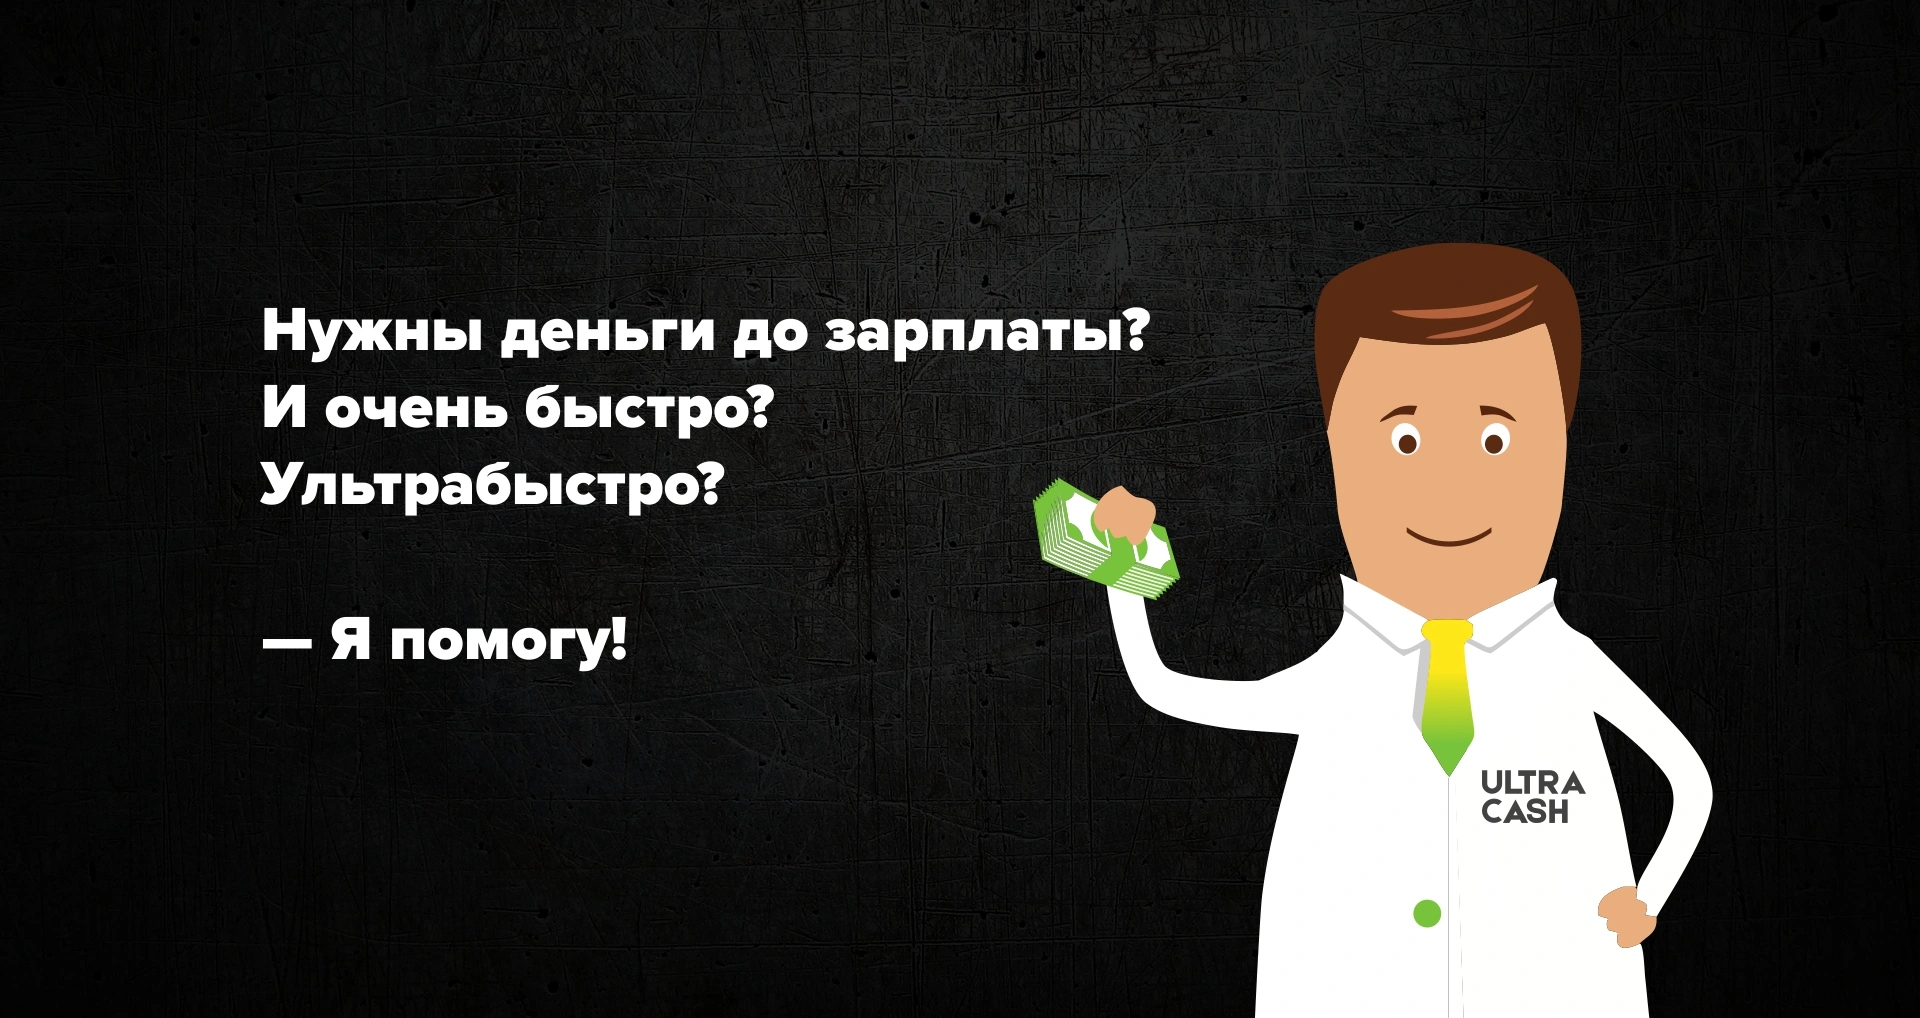 Нужны деньги до зарплаты?
И очень быстро?
Ультрабыстро?
— Я помогу!
ULTRA
CASH